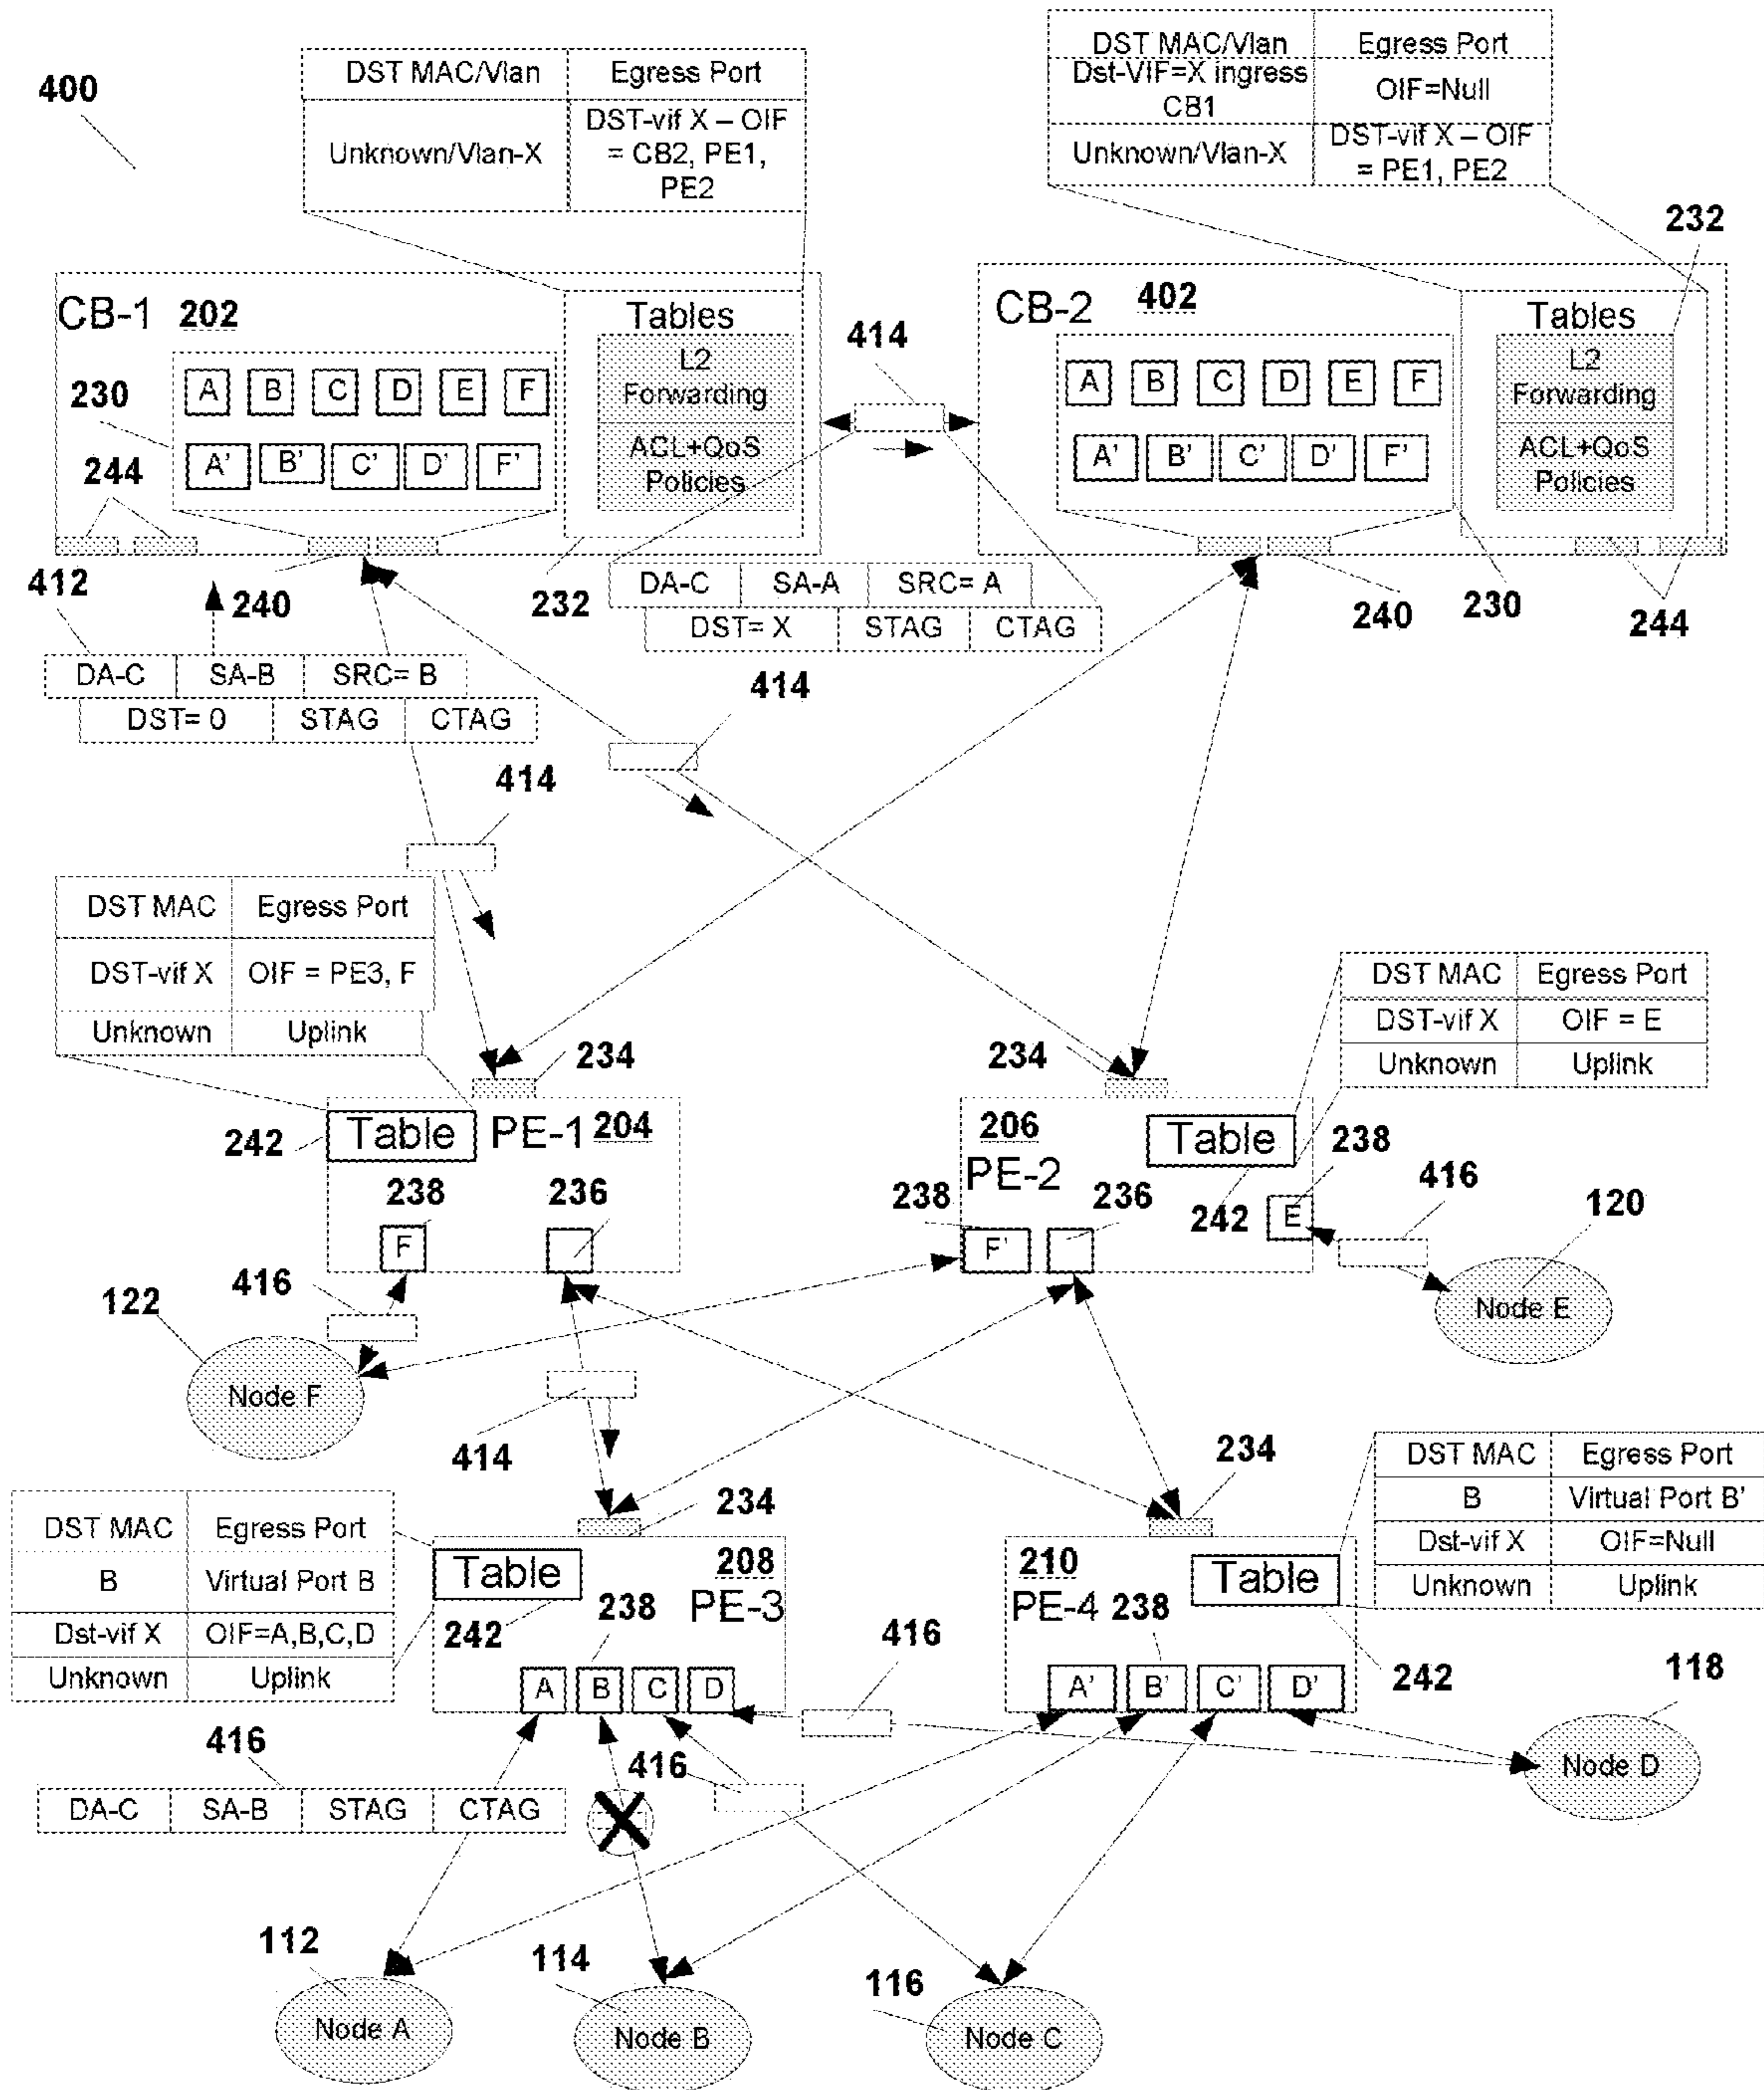 400
DST MAC/Vlan Egress Port
Unknown/Vlan-X DST-vif X – OIF = CB2, PE1, PE2
DST MAC/Vlan Egress Port
Dst-VIF=X ingress CB1 OIF=Null
Unknown/Vlan-X DST-vif X – OIF = PE1, PE2
232
CB-1 202
Tables
L2 Forwarding
ACL+QoS Policies
230
A B C D E F
A' B' C' D' F'
244
414
CB-2 402
Tables
L2 Forwarding
ACL+QoS Policies
A B C D E F
A' B' C' D' F'
412
240
232
240
230
244
DA-C SA-A SRC= A
DST= X STAG CTAG
DA-C SA-B SRC= B
DST= 0 STAG CTAG
414
414
DST MAC Egress Port
DST-vif X OIF = PE3, F
Unknown Uplink
DST MAC Egress Port
DST-vif X OIF = E
Unknown Uplink
234
234
242
Table
PE-1 204
238
236
F
206
PE-2
Table
238
236
242
238
F'
E
416
120
Node E
416
122
Node F
414
234
234
DST MAC Egress Port
B Virtual Port B
Dst-vif X OIF=A,B,C,D
Unknown Uplink
DST MAC Egress Port
B Virtual Port B'
Dst-vif X OIF=Null
Unknown Uplink
Table
208
PE-3
242
238
A B C D
210
PE-4
238
Table
242
A' B' C' D'
416
118
Node D
416
416
DA-C SA-B STAG CTAG
112
Node A
114
Node B
116
Node C